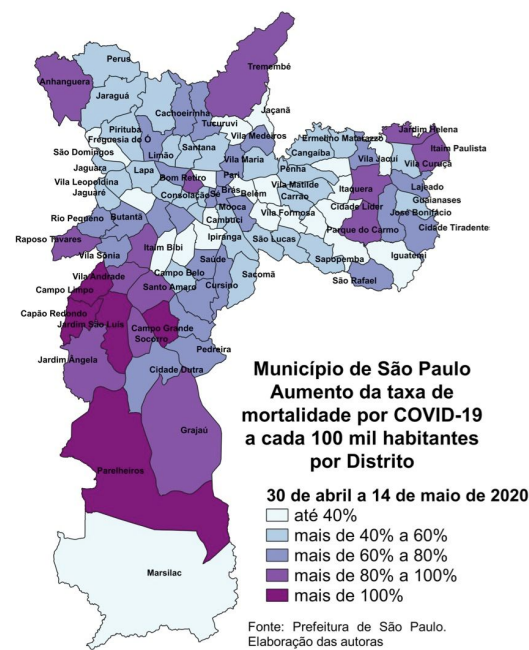 Perus
Tremembé
Anhanguera
Jaraguá
Cachoeirinha
Jaçanã
Tucuruvi
Pirituba
Freguesia de Ó
Vila Medeiros
Ermelino Matarazzo
Jardim Helena
São Domingos
Limão
Santana
Cangaíba
Itaim Paulista
Jaguara
Lapa
Vila Maria
Penha
Vila Jacuí
Vila Curuçá
Vila Leopoldina
Bom Retiro
Pari
Vila Matilde
Itaquera
Lajeado
Jaguaré
Consolação
Sé
Brás
Belém
Carrão
Guaianases
Rio Pequeno
Butantã
Mooca
Vila Formosa
Cidade Líder
José Bonifácio
Cambuci
Parque do Carmo
Cidade Tiradente
Raposo Tavares
Itaim Bibi
Ipiranga
São Lucas
Vila Sônia
Saúde
Sapopemba
Iguatemi
Vila Andrade
Campo Belo
Sacomã
São Rafael
Campo Limpo
Santo Amaro
Cursino
Capão Redondo
Jardim São Luís
Campo Grande
Socorro
Pedreira
Jardim Ângela
Cidade Dutra
Grajaú
Parelheiros
Marsilac
Município de São Paulo
Aumento da taxa de
mortalidade por COVID-19
a cada 100 mil habitantes
por Distrito
30 de abril a 14 de maio de 2020
até 40%
mais de 40% a 60%
mais de 60% a 80%
mais de 80% a 100%
mais de 100%
Fonte: Prefeitura de São Paulo.
Elaboração das autoras